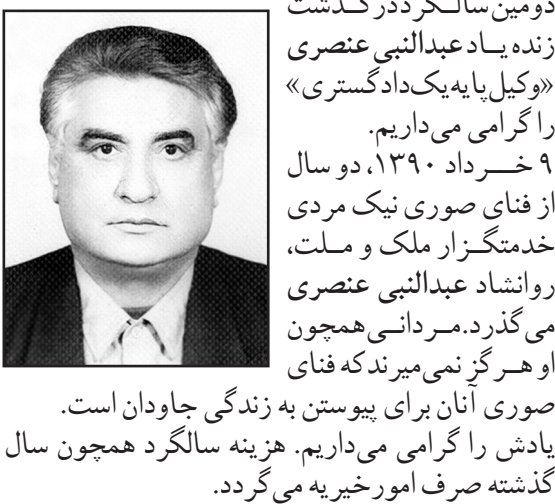 دومین سالگرد درگذشت
زنده یاد عبدالنبی عنصری
«وکیل پایه یک دادگستری»
را گرامی می‌داریم.
۹ خرداد ۱۳۹۰، دو سال
از فنای صوری نیک مردی
خدمتگزار ملک و ملت،
روانشاد عبدالنبی عنصری
می‌گذرد. مردانی همچون
او هرگز نمی‌میرند که فنای
صوری آنان برای پیوستن به زندگی جاودان است.
یادش را گرامی می‌داریم. هزینه سالگرد همچون سال
گذشته صرف امور خیریه می‌گردد.